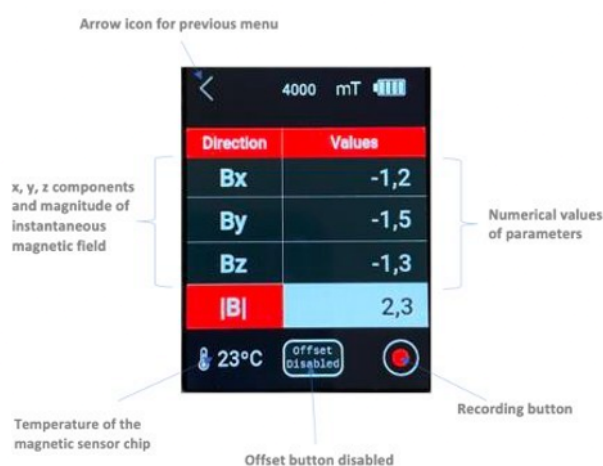 Arrow icon for previous menu
4000 mT
Direction Values
Bx -1,2
By -1,5
Bz -1,3
|B| 2,3
23°C
Offset
Disabled
x, y, z components
and magnitude of
instantaneous
magnetic field
Numerical values
of parameters
Temperature of the
magnetic sensor chip
Offset button disabled
Recording button